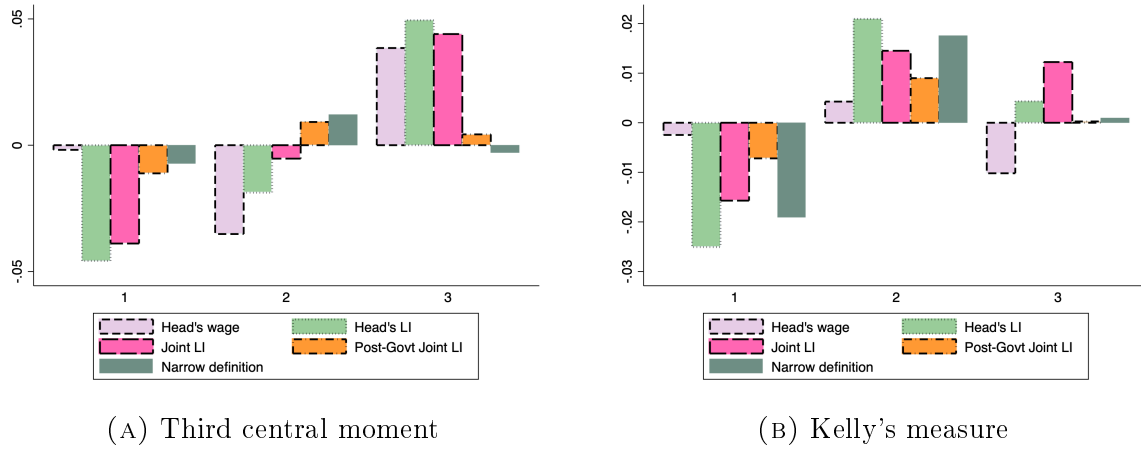 .05
0
-.05
1 2 3
Head's wage Head's LI
Joint LI Post-Govt Joint LI
Narrow definition
(A) Third central moment
.02
.01
0
-.01
-.02
-.03
1 2 3
Head's wage Head's LI
Joint LI Post-Govt Joint LI
Narrow definition
(B) Kelly's measure